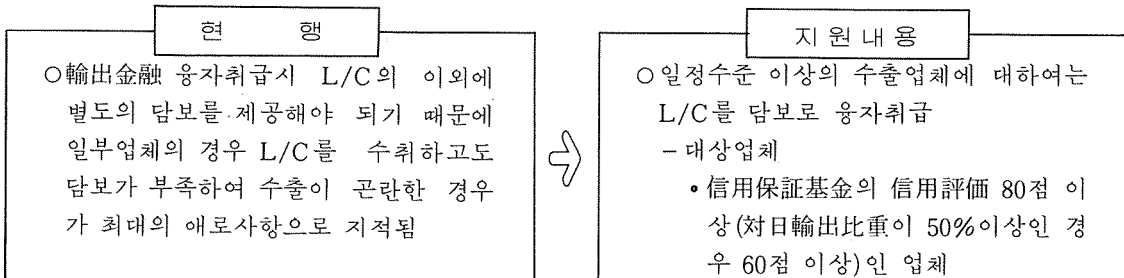 현 행
○輸出金融 융자취급시 L/C의 이외에
별도의 담보를 제공해야 되기 때문에
일부업체의 경우 L/C를 수취하고도
담보가 부족하여 수출이 곤란한 경우
가 최대의 애로사항으로 지적됨
⇨
지원내용
○일정수준 이상의 수출업체에 대하여는
L/C를 담보로 융자취급
- 대상업체
• 信用保証基金의 信用評価 80점 이
상(対日輸出比重이 50%이상인 경
우 60점 이상)인 업체